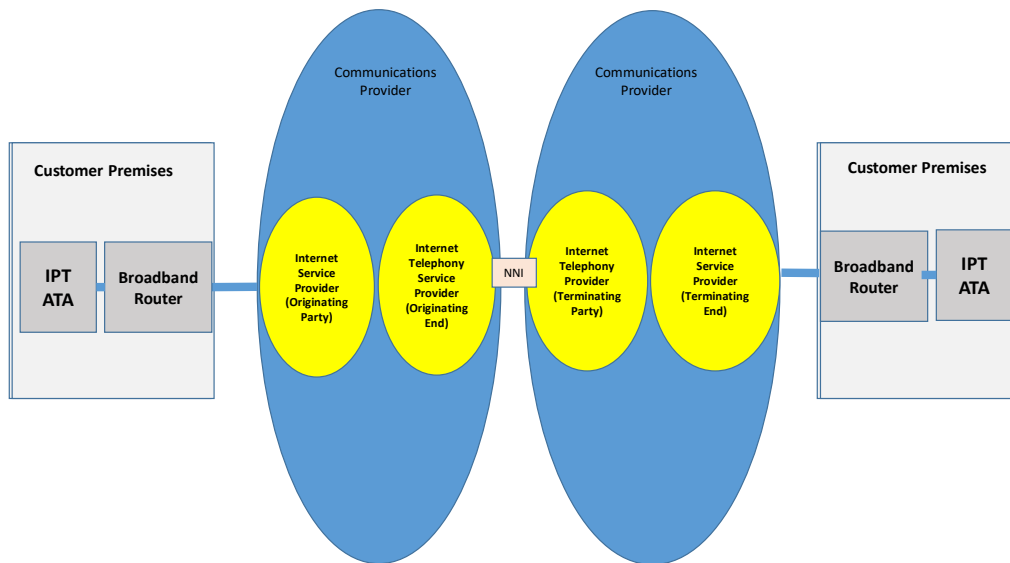 Customer Premises
IPT
ATA
Broadband
Router
Communications
Provider
Internet
Service
Provider
(Originating
Party)
Internet
Telephony
Service
Provider
(Originating
End)
NNI
Communications
Provider
Internet
Telephony
Provider
(Terminating
Party)
Internet
Service
Provider
(Terminating
End)
Customer Premises
Broadband
Router
IPT
ATA